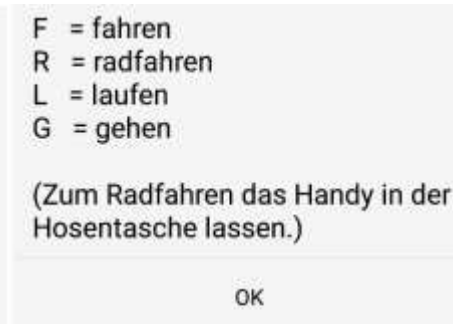 F = fahren
R = radfahren
L = laufen
G = gehen
(Zum Radfahren das Handy in der
Hosentasche lassen.)
OK